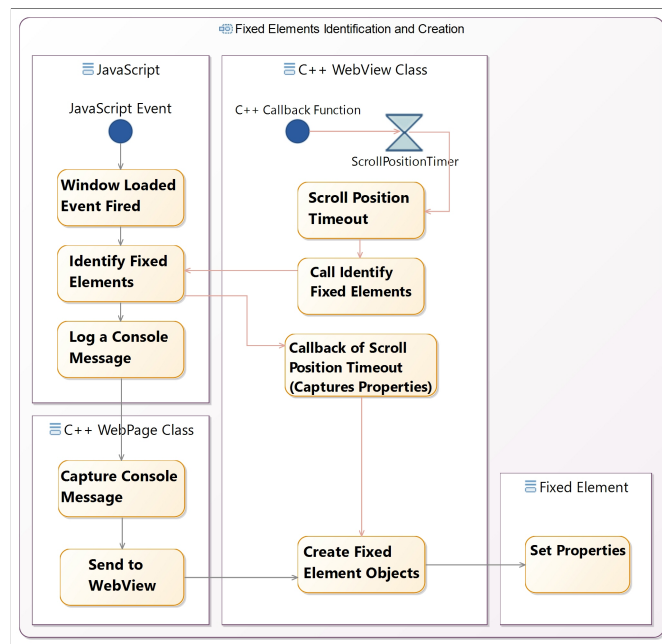 Fixed Elements Identification and Creation
JavaScript
JavaScript Event
Window Loaded
Event Fired
Identify Fixed
Elements
Log a Console
Message
C++ WebPage Class
Capture Console
Message
Send to
WebView
C++ WebView Class
C++ Callback Function
ScrollPositionTimer
Scroll Position
Timeout
Call Identify
Fixed Elements
Callback of Scroll
Position Timeout
(Captures Properties)
Create Fixed
Element Objects
Fixed Element
Set Properties